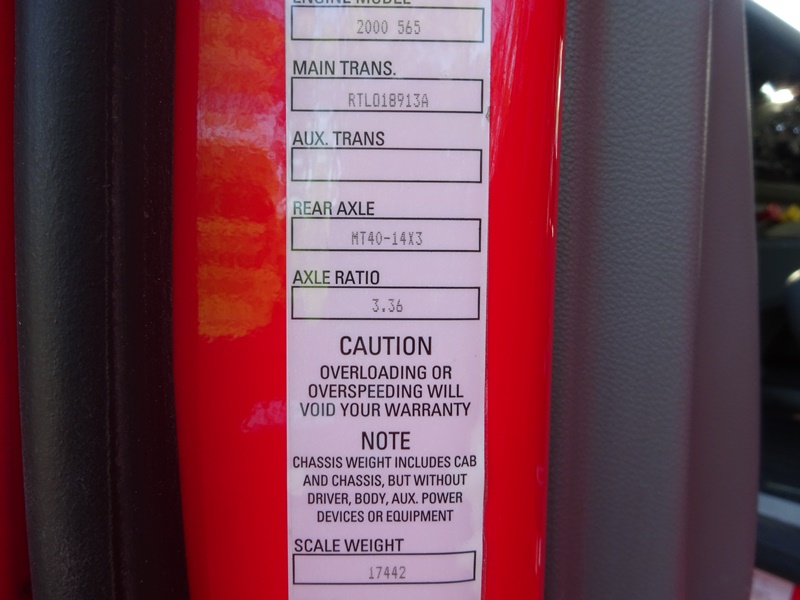 ENGINE MODEL
2000 565
MAIN TRANS.
RTLO18913A
AUX. TRANS
REAR AXLE
MT40-14X3
AXLE RATIO
3.36
CAUTION
OVERLOADING OR
OVERSPEEDING WILL
VOID YOUR WARRANTY
NOTE
CHASSIS WEIGHT INCLUDES CAB
AND CHASSIS, BUT WITHOUT
DRIVER, BODY, AUX. POWER
DEVICES OR EQUIPMENT
SCALE WEIGHT
17442